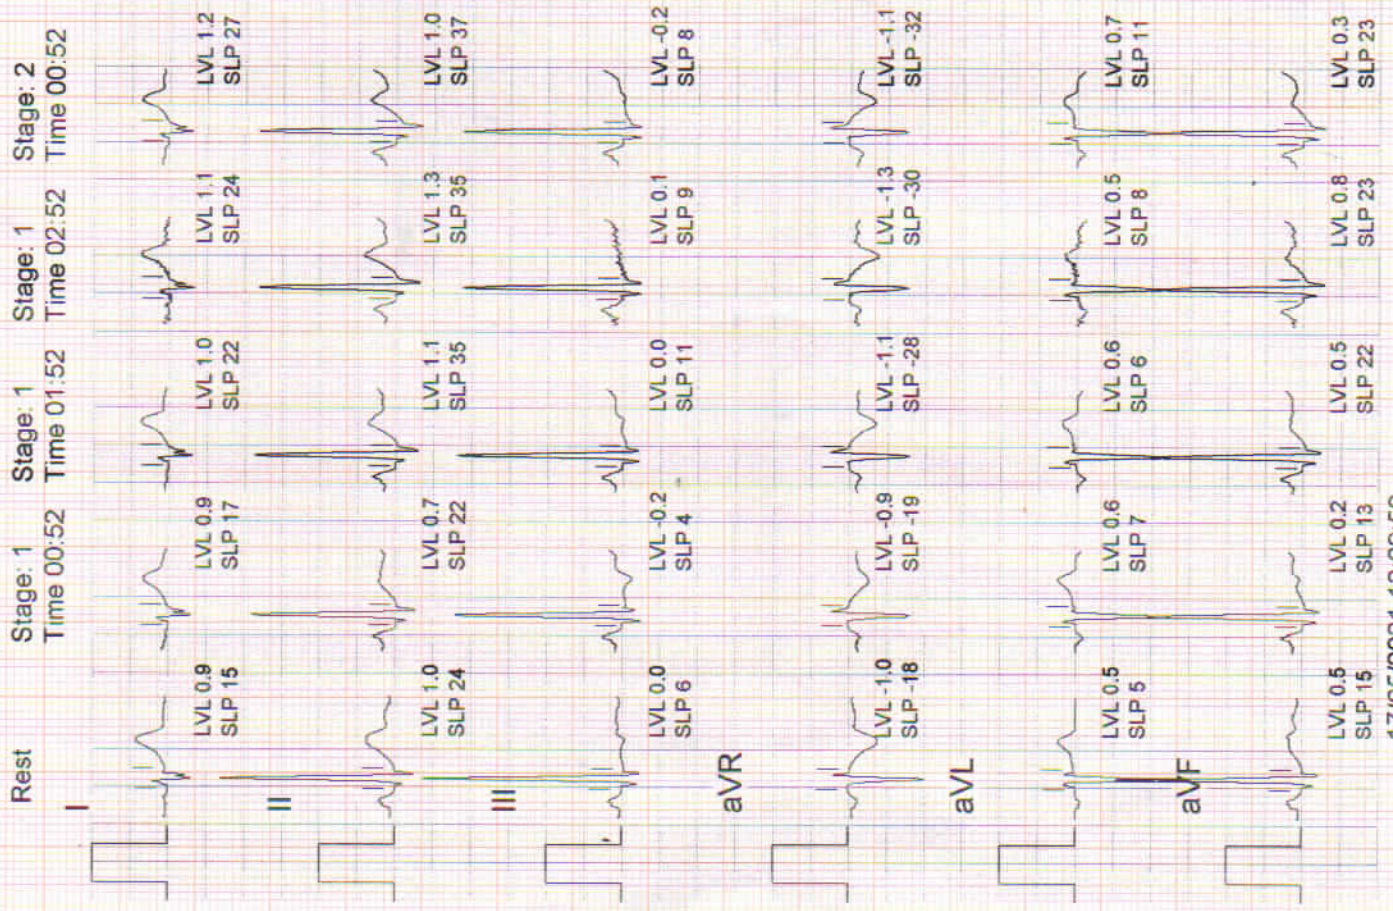 Rest
Stage: 1
Time 00:52
Stage: 1
Time 01:52
Stage: 1
Time 02:52
Stage: 2
Time 00:52
I
LVL 0.9
SLP 15
LVL 0.9
SLP 17
LVL 1.0
SLP 22
LVL 1.1
SLP 24
LVL 1.2
SLP 27
II
LVL 1.0
SLP 24
LVL 0.7
SLP 22
LVL 1.1
SLP 35
LVL 1.3
SLP 35
LVL 1.0
SLP 37
III
LVL 0.0
SLP 6
LVL -0.2
SLP 4
LVL 0.0
SLP 11
LVL 0.1
SLP 9
LVL -0.2
SLP 8
aVR
LVL -1.0
SLP -18
LVL -0.9
SLP -19
LVL -1.1
SLP -28
LVL -1.3
SLP -30
LVL -1.1
SLP -32
aVL
LVL 0.5
SLP 5
LVL 0.6
SLP 7
LVL 0.6
SLP 6
LVL 0.5
SLP 8
LVL 0.7
SLP 11
aVF
LVL 0.5
SLP 15
LVL 0.2
SLP 13
LVL 0.5
SLP 22
LVL 0.8
SLP 23
LVL 0.3
SLP 23